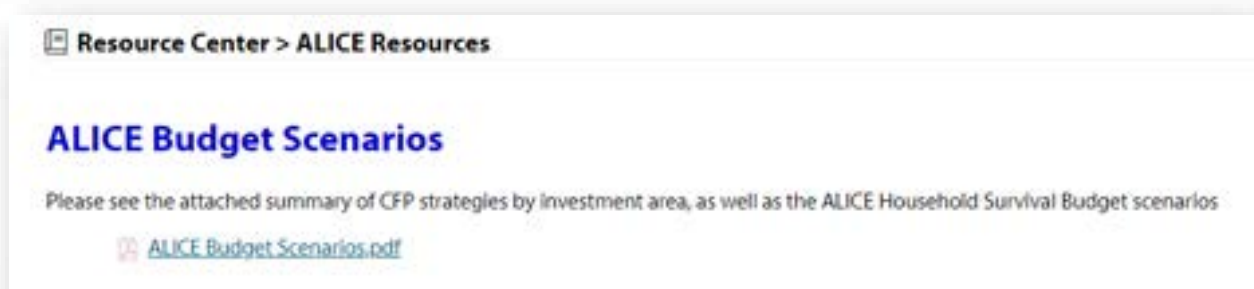 Resource Center > ALICE Resources
ALICE Budget Scenarios
Please see the attached summary of CFP strategies by investment area, as well as the ALICE Household Survival Budget scenarios
ALICE Budget Scenarios.pdf